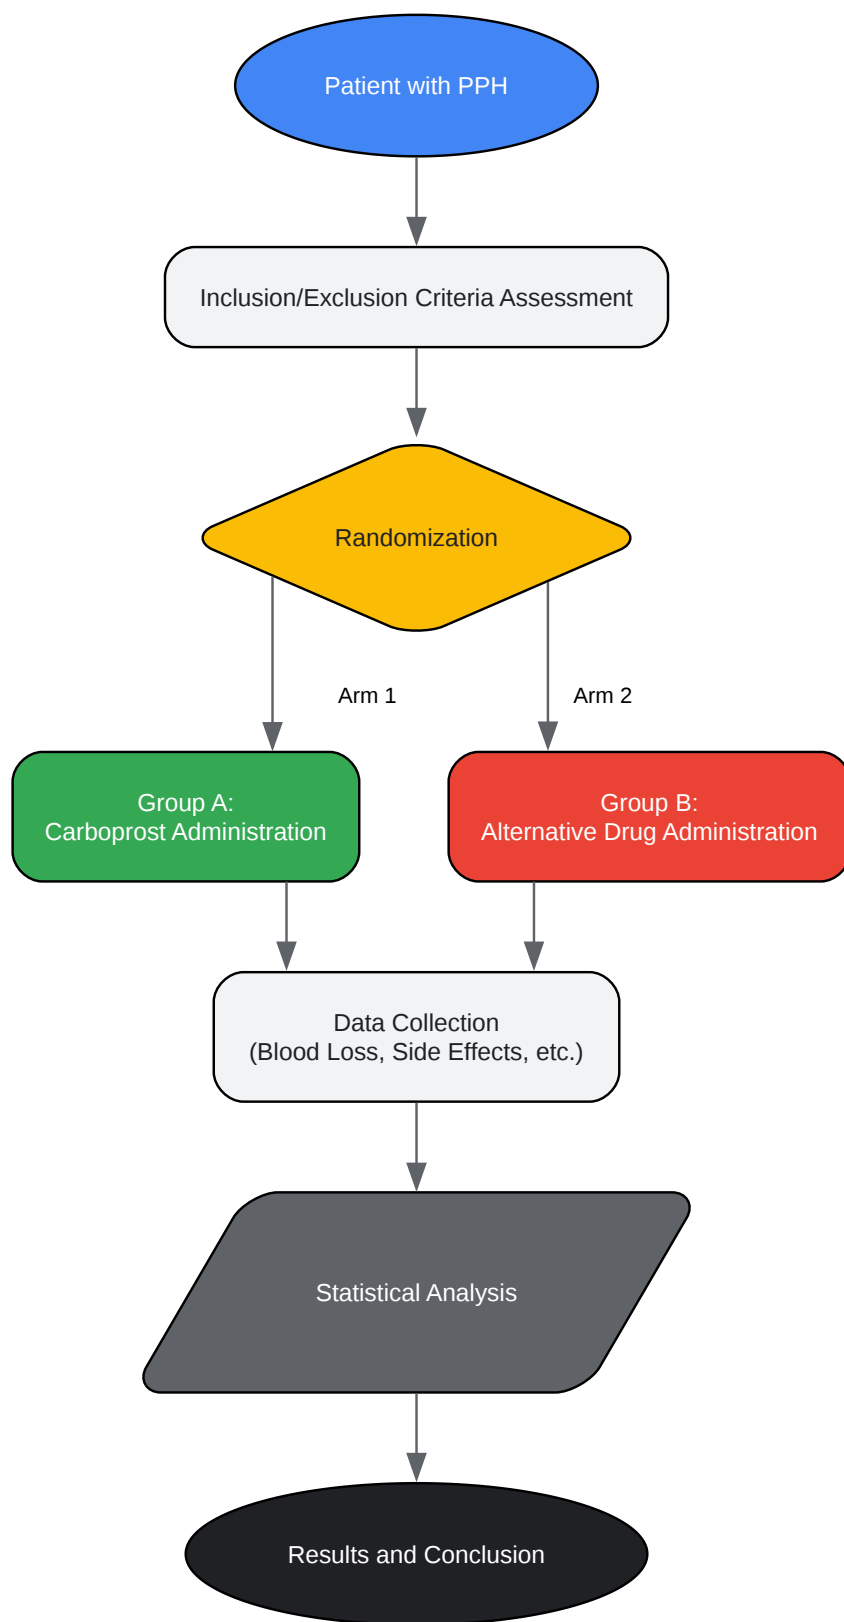 Patient with PPH
Inclusion/Exclusion Criteria Assessment
Randomization
Arm 1
Arm 2
Group A:
Carboprost Administration
Group B:
Alternative Drug Administration
Data Collection
(Blood Loss, Side Effects, etc.)
Statistical Analysis
Results and Conclusion